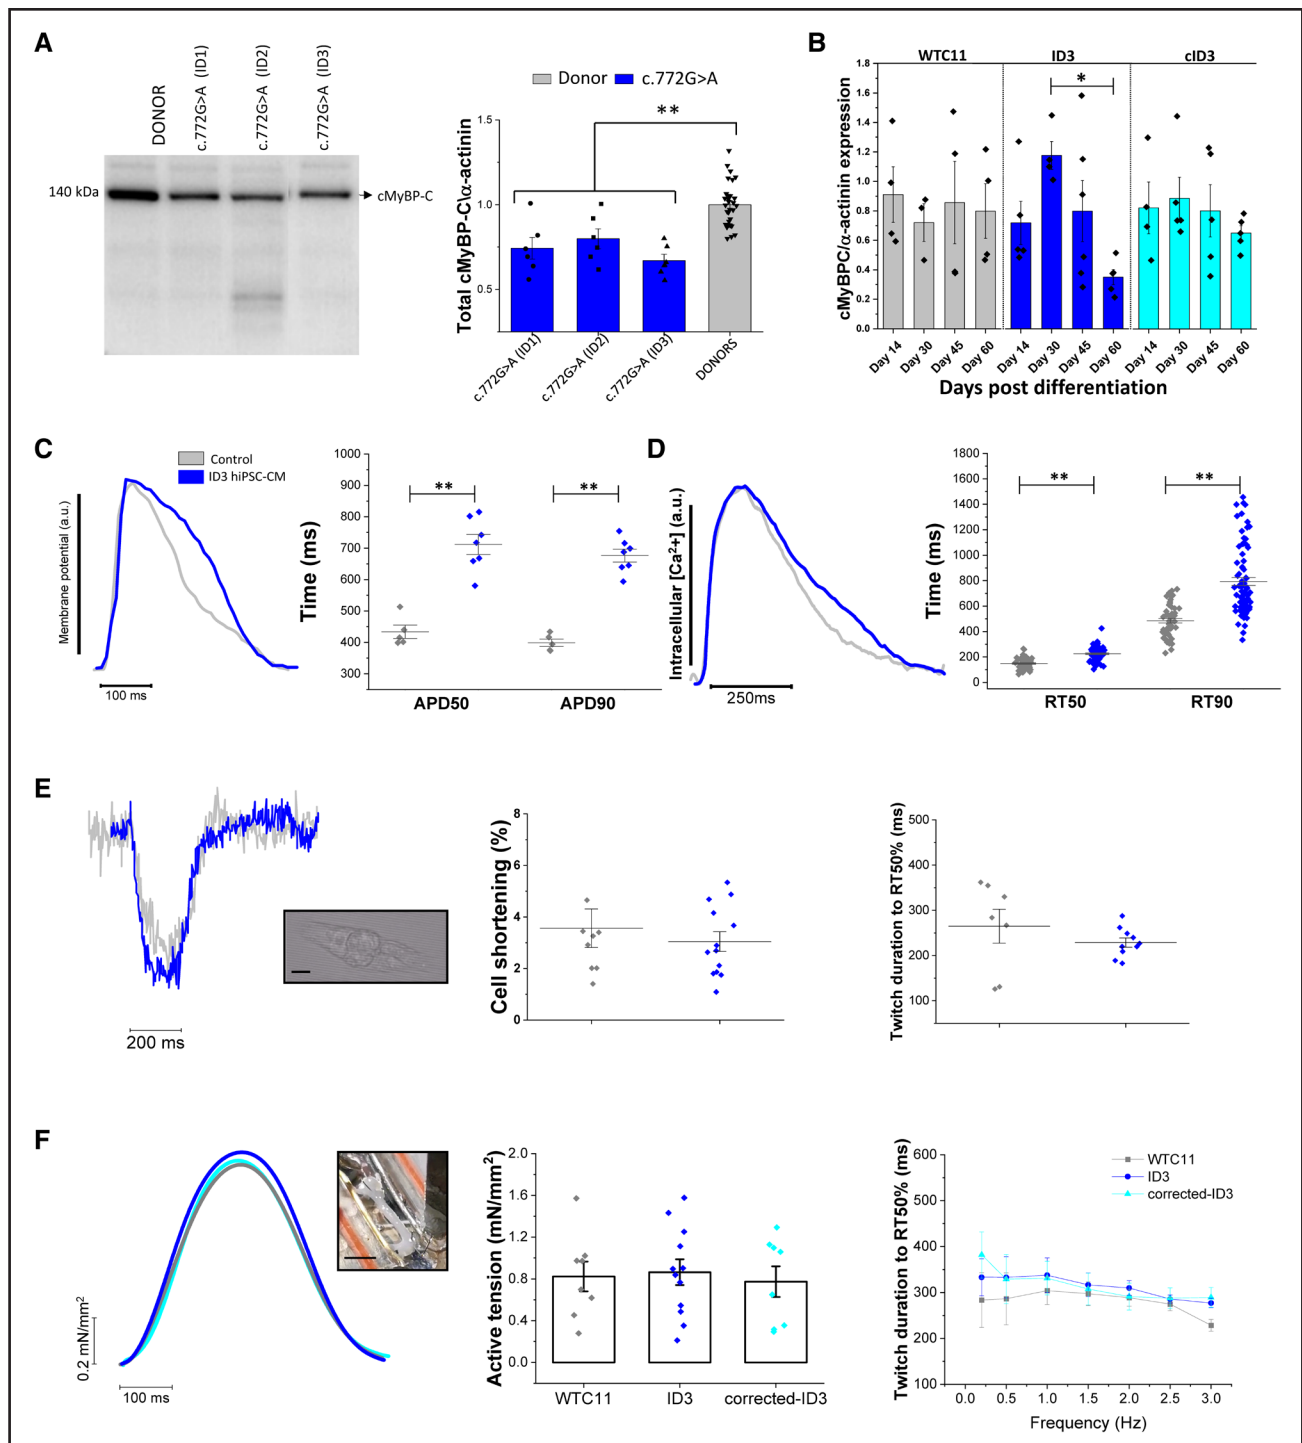 A
DONOR
c.772G>A (ID1)
c.772G>A (ID2)
c.772G>A (ID3)
140 kDa
cMyBP-C
Donor
c.772G>A
**
Total cMyBP-C\α-actinin
1.5
1.0
0.5
c.772G>A (ID1)
c.772G>A (ID2)
c.772G>A (ID3)
DONORS
B
WTC11
ID3
cID3
*
cMyBPC/α-actinin expression
1.8
1.6
1.4
1.2
1.0
0.8
0.6
0.4
0.2
0.0
Day 14
Day 30
Day 45
Day 60
Day 14
Day 30
Day 45
Day 60
Day 14
Day 30
Day 45
Day 60
Days post differentiation
C
Control
ID3 hiPSC-CM
Membrane potential (a.u.)
100 ms
Time (ms)
1000
900
800
700
600
500
400
300
**
**
APD50
APD90
D
Intracellular [Ca²⁺] (a.u.)
250ms
Time (ms)
1800
1600
1400
1200
1000
800
600
400
200
0
**
**
RT50
RT90
E
200 ms
Cell shortening (%)
8
6
4
2
0
Twitch duration to RT50% (ms)
500
400
300
200
100
F
0.2 mN/mm²
100 ms
Active tension (mN/mm²)
2.0
1.6
1.2
0.8
0.4
0.0
WTC11
ID3
corrected-ID3
Twitch duration to RT50% (ms)
600
500
400
300
200
100
WTC11
ID3
corrected-ID3
0.0
0.5
1.0
1.5
2.0
2.5
3.0
Frequency (Hz)